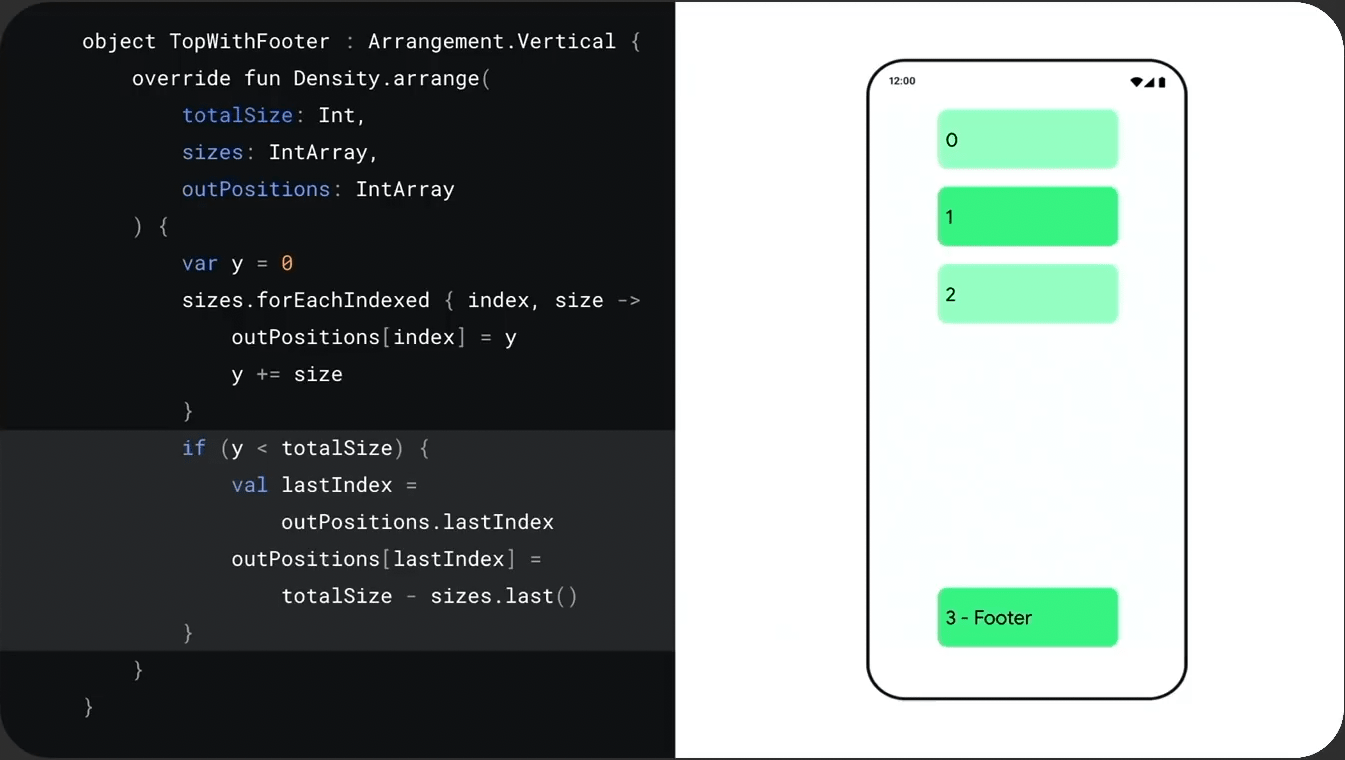 object TopWithFooter : Arrangement.Vertical {
override fun Density.arrange(
totalSize: Int,
sizes: IntArray,
outPositions: IntArray
) {
var y = 0
sizes.forEachIndexed { index, size ->
outPositions[index] = y
y += size
}
if (y < totalSize) {
val lastIndex =
outPositions.lastIndex
outPositions[lastIndex] =
totalSize - sizes.last()
}
}
}
12:00
0
1
2
3 - Footer